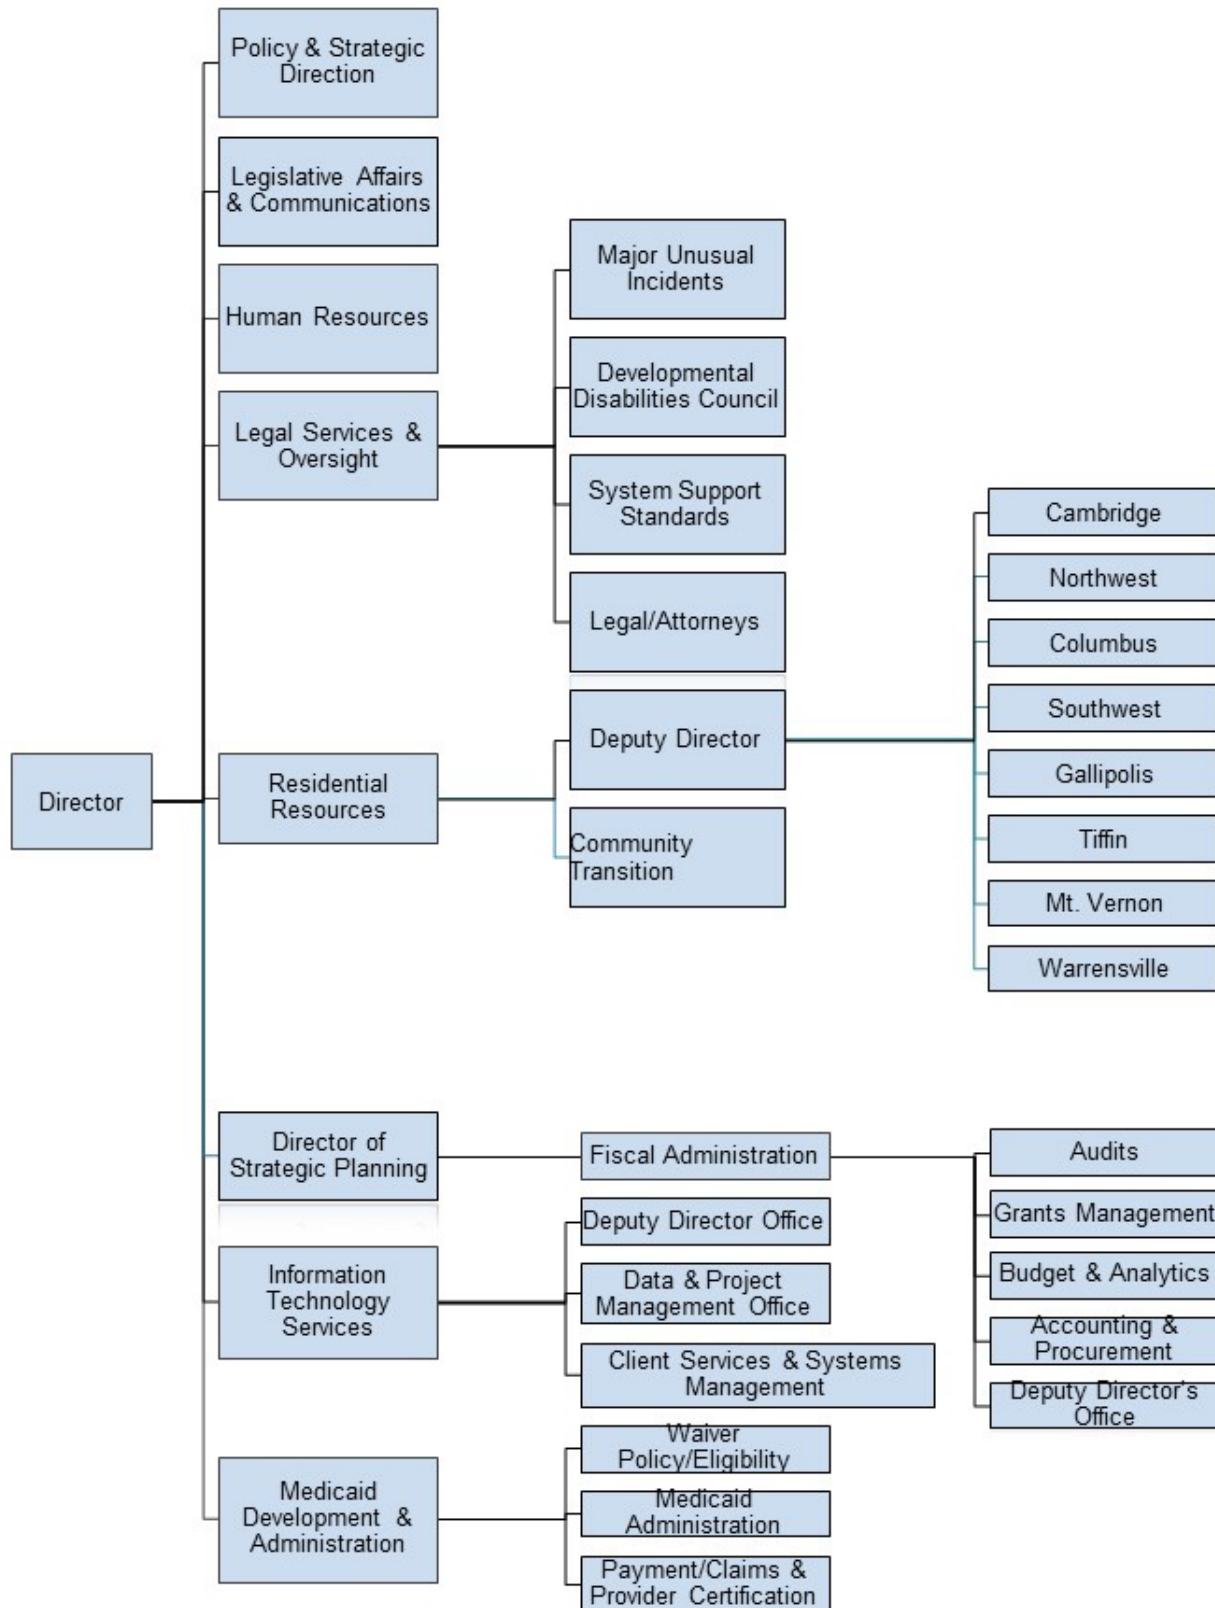 Policy & Strategic
Direction
Legislative Affairs
& Communications
Human Resources
Legal Services &
Oversight
Major Unusual
Incidents
Developmental
Disabilities Council
System Support
Standards
Legal/Attorneys
Director
Residential
Resources
Deputy Director
Community
Transition
Cambridge
Northwest
Columbus
Southwest
Gallipolis
Tiffin
Mt. Vernon
Warrensville
Director of
Strategic Planning
Fiscal Administration
Audits
Grants Management
Budget & Analytics
Accounting &
Procurement
Deputy Director's
Office
Information
Technology
Services
Deputy Director Office
Data & Project
Management Office
Client Services & Systems
Management
Medicaid
Development &
Administration
Waiver
Policy/Eligibility
Medicaid
Administration
Payment/Claims &
Provider Certification